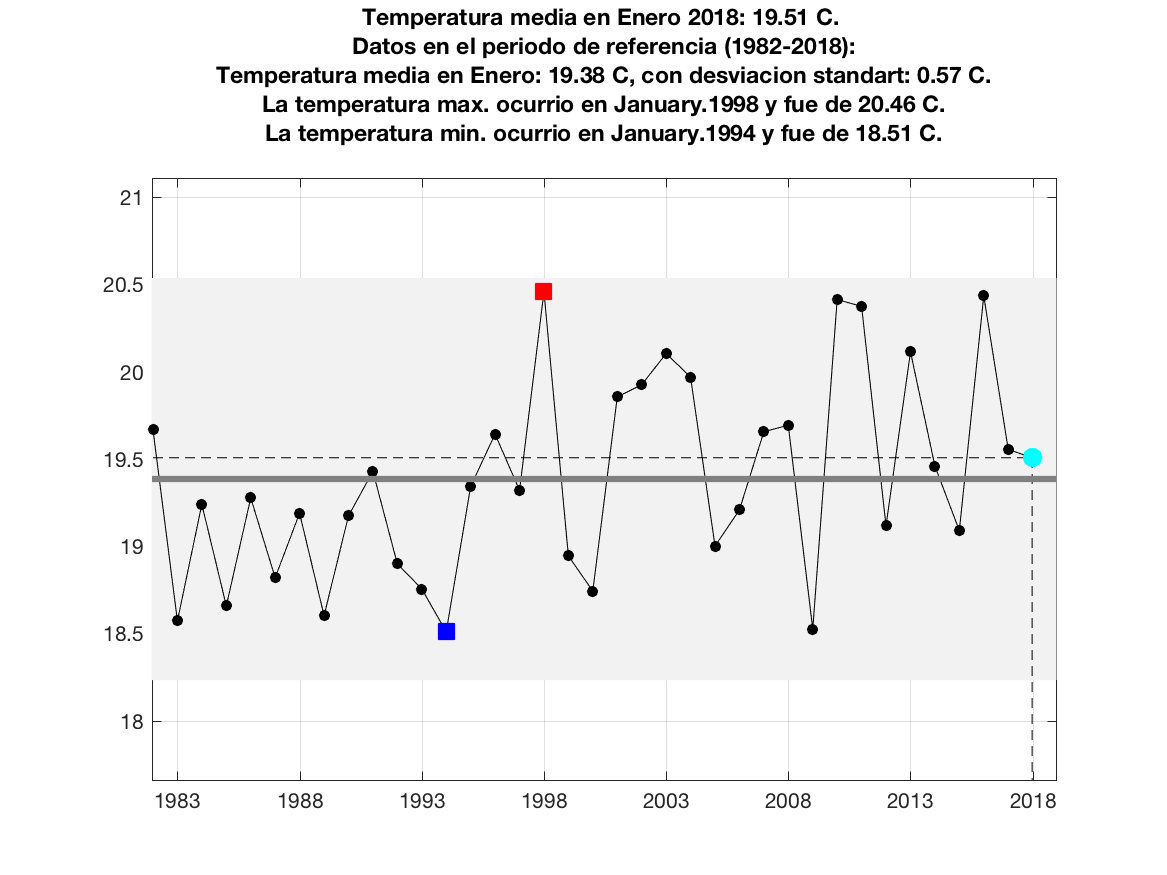 Temperatura media en Enero 2018: 19.51 C.
Datos en el periodo de referencia (1982-2018):
Temperatura media en Enero: 19.38 C, con desviacion standart: 0.57 C.
La temperatura max. ocurrio en January.1998 y fue de 20.46 C.
La temperatura min. ocurrio en January.1994 y fue de 18.51 C.
21
20.5
20
19.5
19
18.5
18
1983 1988 1993 1998 2003 2008 2013 2018